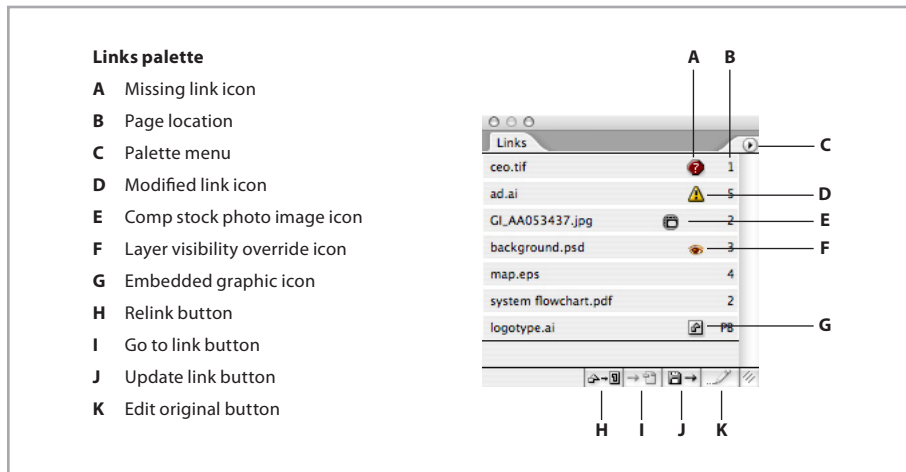 Links palette
A Missing link icon
B Page location
C Palette menu
D Modified link icon
E Comp stock photo image icon
F Layer visibility override icon
G Embedded graphic icon
H Relink button
I Go to link button
J Update link button
K Edit original button
A B
Links
C
ceo.tif 1
ad.ai 5
D
GI_AA053437.jpg 2
E
background.psd 3
F
map.eps 4
system flowchart.pdf 2
logotype.ai PB
G
H I J K